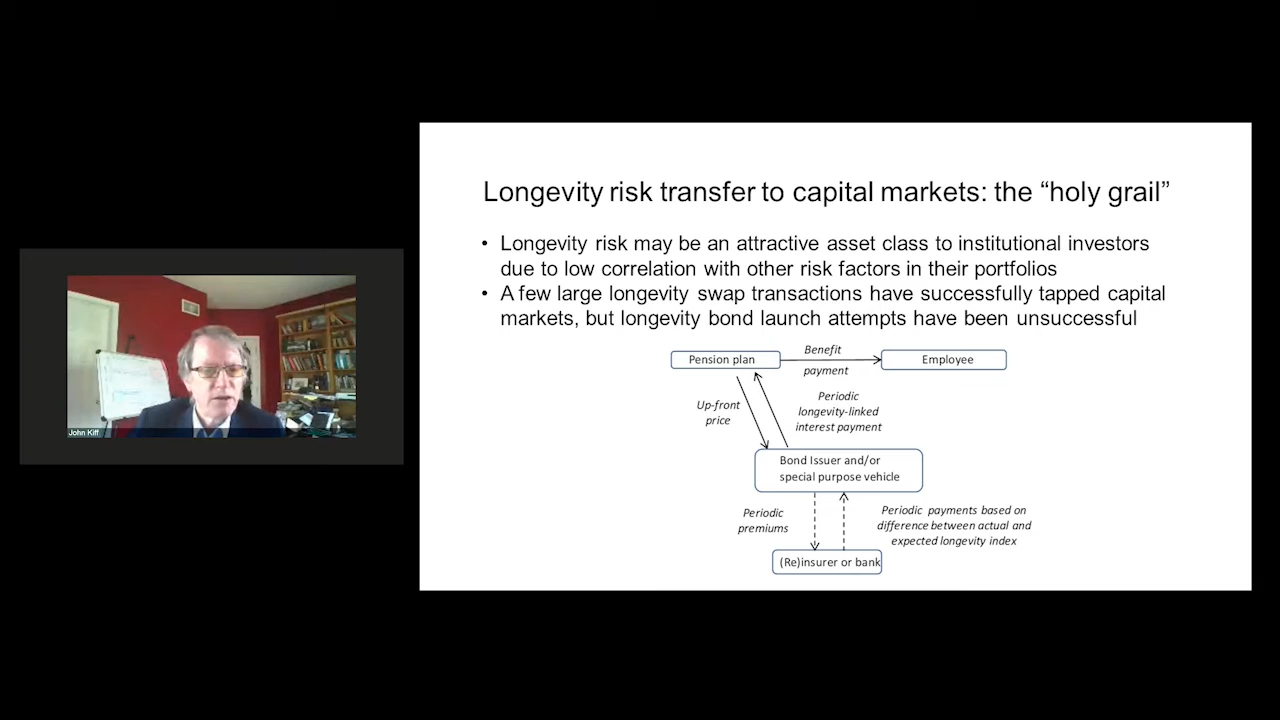 Longevity risk transfer to capital markets: the “holy grail”
• Longevity risk may be an attractive asset class to institutional investors
due to low correlation with other risk factors in their portfolios
• A few large longevity swap transactions have successfully tapped capital
markets, but longevity bond launch attempts have been unsuccessful
Pension plan
Benefit
payment
Employee
Up-front
price
Periodic
longevity-linked
interest payment
Bond Issuer and/or
special purpose vehicle
Periodic
premiums
Periodic payments based on
difference between actual and
expected longevity index
(Re)insurer or bank
John Kiff